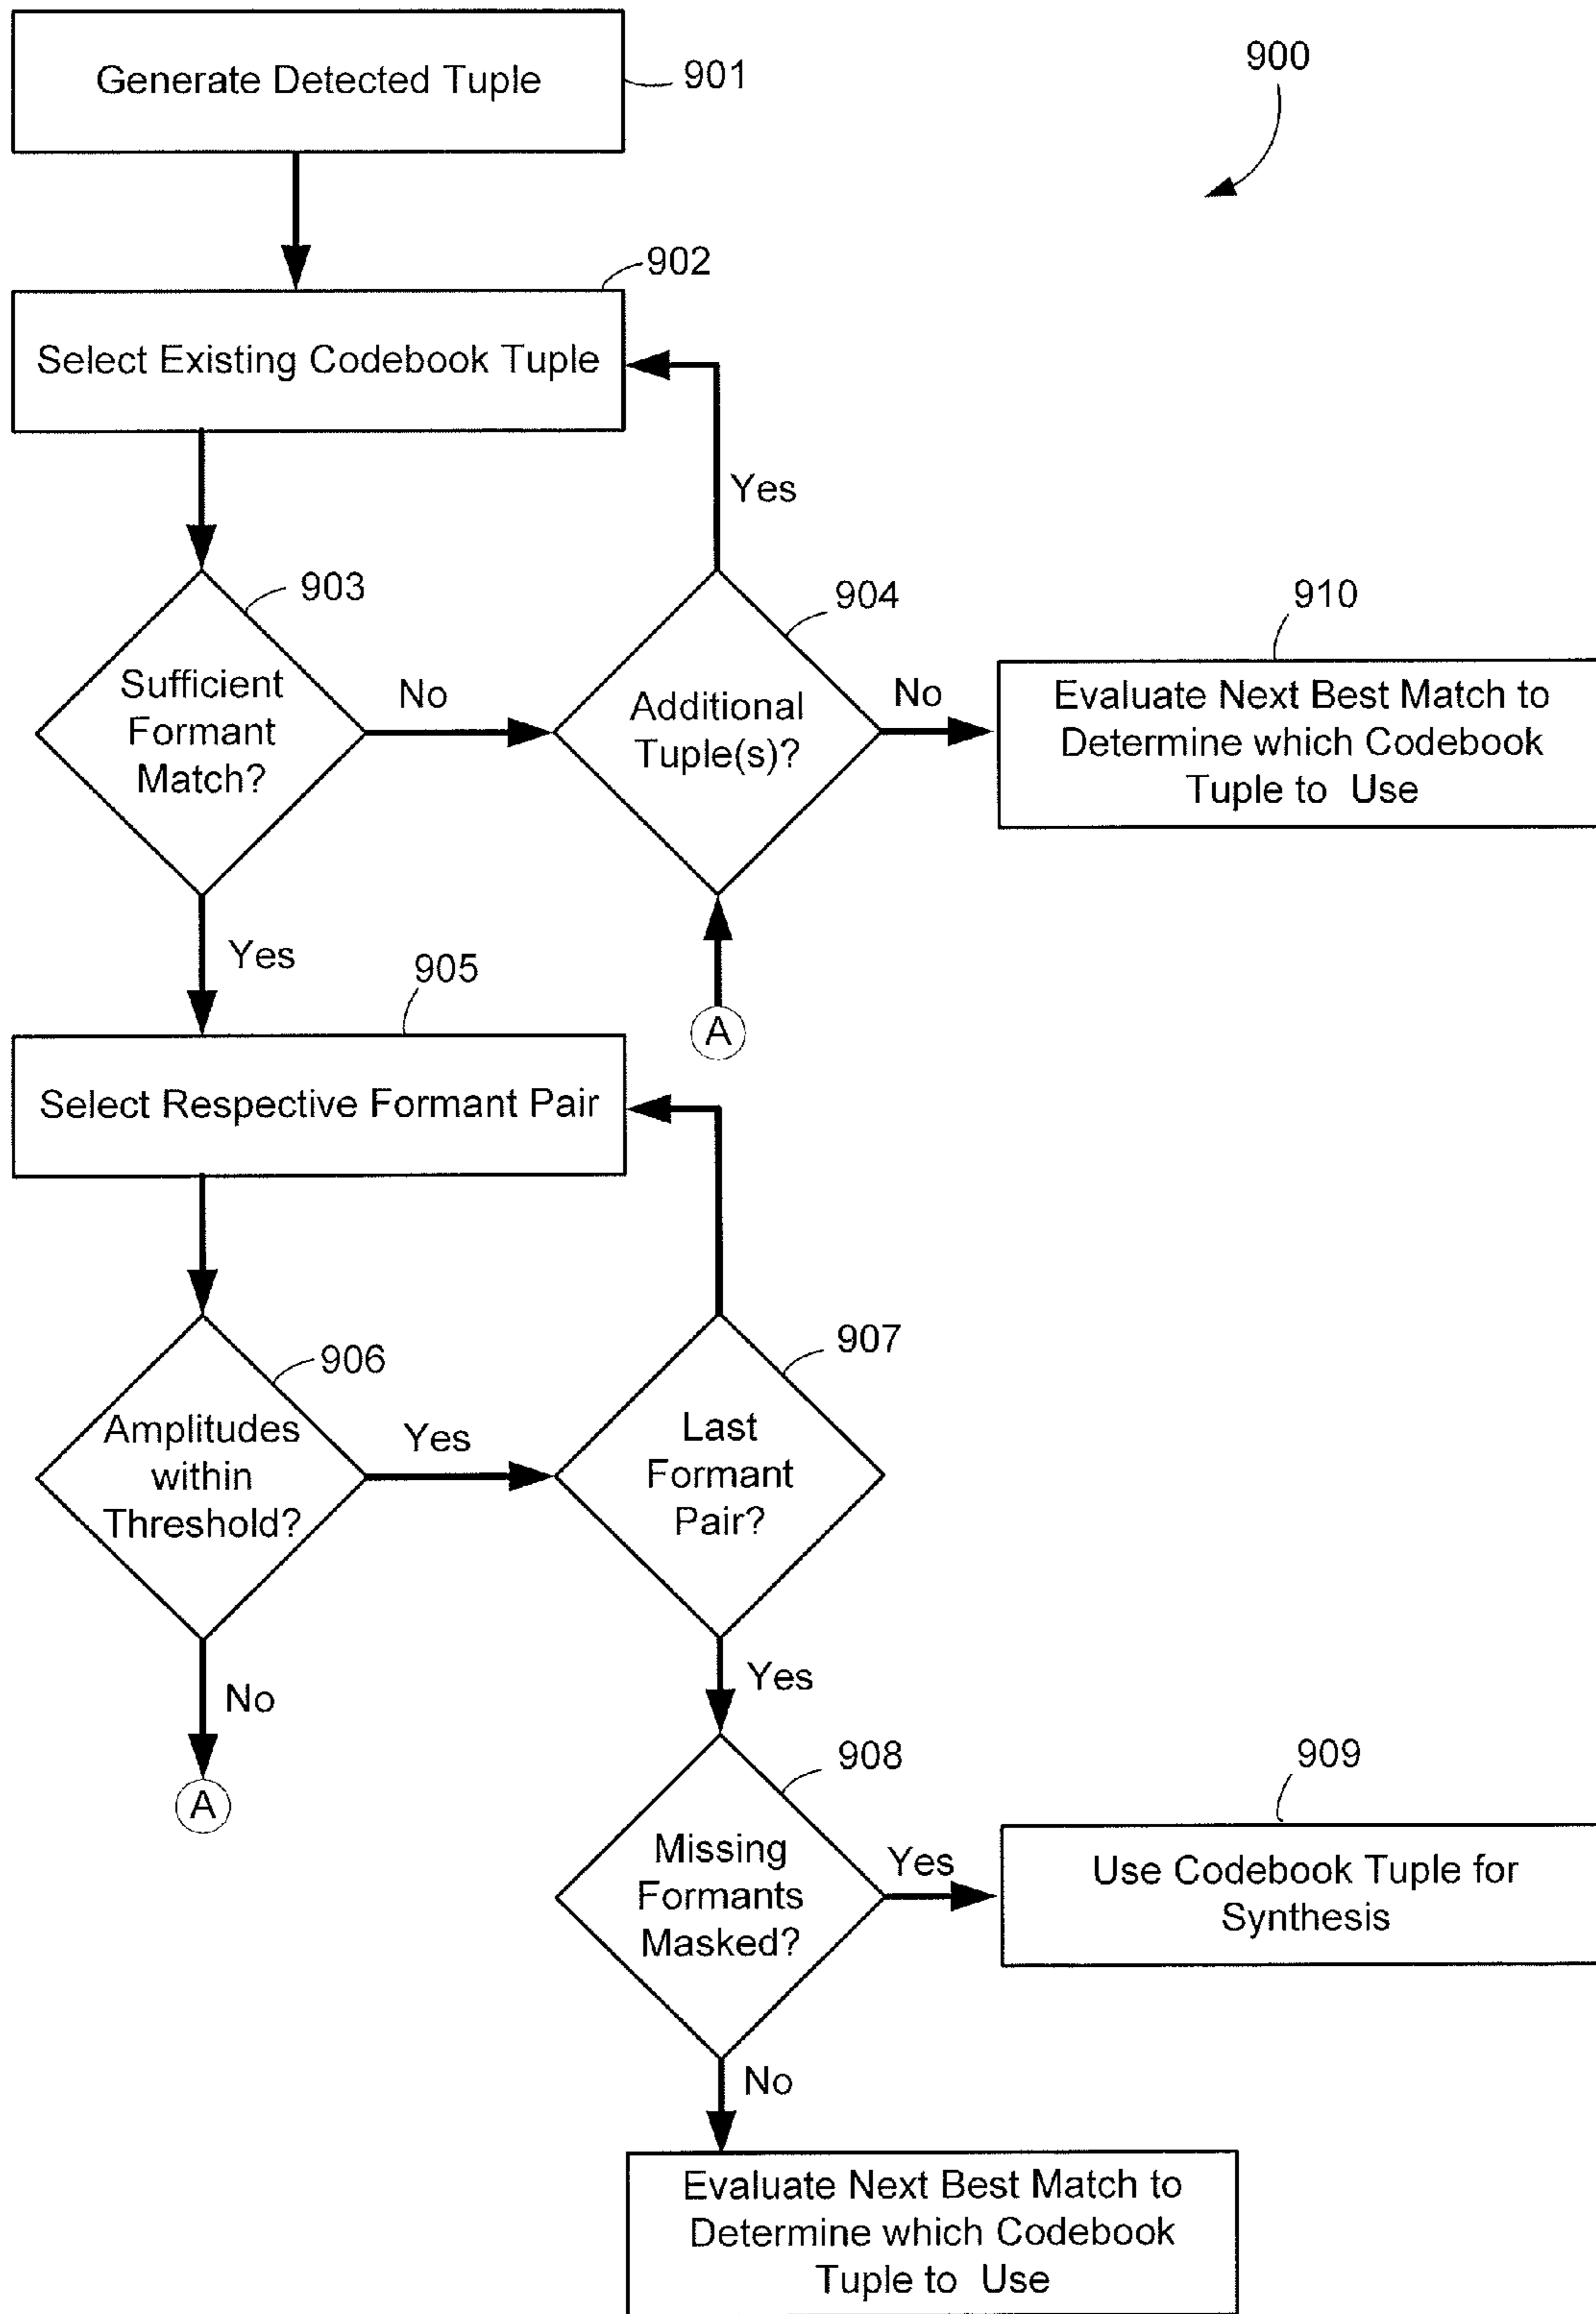 Generate Detected Tuple
901
900
902
Select Existing Codebook Tuple
Yes
903
904
910
Sufficient
Formant
Match?
No
Additional
Tuple(s)?
No
Evaluate Next Best Match to
Determine which Codebook
Tuple to Use
Yes
905
A
Select Respective Formant Pair
906
907
Amplitudes
within
Threshold?
Yes
Last
Formant
Pair?
No
Yes
A
908
909
Missing
Formants
Masked?
Yes
Use Codebook Tuple for
Synthesis
No
Evaluate Next Best Match to
Determine which Codebook
Tuple to Use